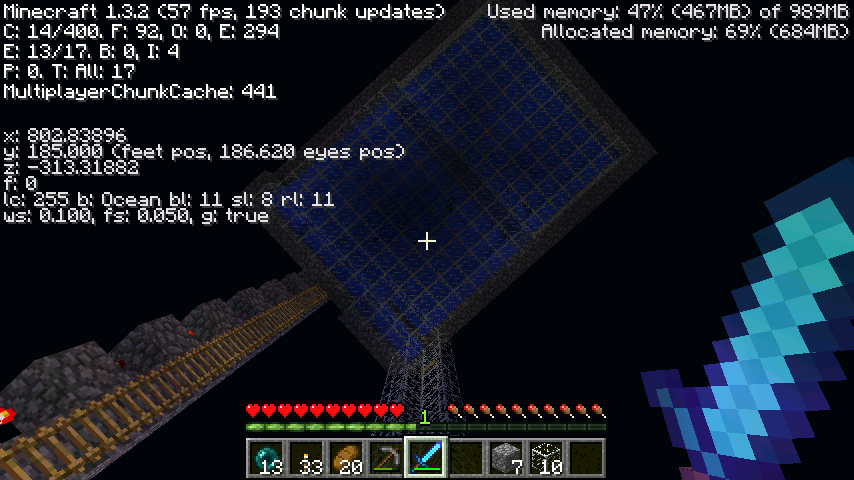 Minecraft 1.3.2 (57 fps, 193 chunk updates)
C: 14/400. F: 92, O: 0, E: 294
E: 13/17. B: 0, I: 4
P: 0. T: All: 17
MultiplayerChunkCache: 441
Used memory: 47% (467MB) of 989MB
Allocated memory: 69% (684MB)
x: 802.83896
y: 185.000 (feet pos, 186.620 eyes pos)
z: -313.31882
f: 0
lc: 255 b: Ocean bl: 11 sl: 8 rl: 11
ws: 0.100, fs: 0.050, g: true
1
13 33 20 7 10